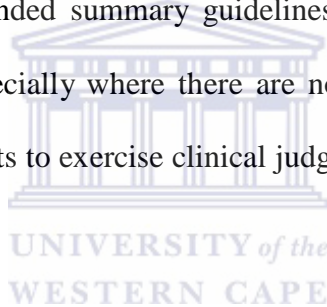 nded summary guidelines
ecially where there are no
ts to exercise clinical judg
UNIVERSITY of the
WESTERN CAPE